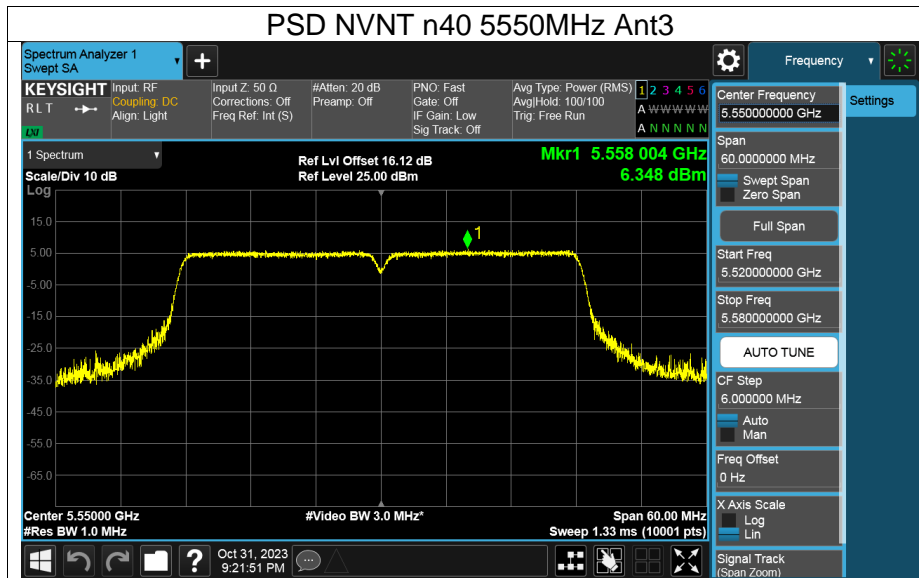 PSD NVNT n40 5550MHz Ant3
Spectrum Analyzer 1
Swept SA
+
Frequency
KEYSIGHT
RLT
LXI
Input: RF
Coupling: DC
Align: Light
Input Z: 50 Ω
Corrections: Off
Freq Ref: Int (S)
#Atten: 20 dB
Preamp: Off
PNO: Fast
Gate: Off
IF Gain: Low
Sig Track: Off
Avg Type: Power (RMS)
Avg|Hold: 100/100
Trig: Free Run
1 2 3 4 5 6
A W W W W W
A N N N N N
1 Spectrum
Scale/Div 10 dB
Log
Ref Lvl Offset 16.12 dB
Ref Level 25.00 dBm
Mkr1 5.558 004 GHz
6.348 dBm
15.0
5.00
-5.00
-15.0
-25.0
-35.0
-45.0
-55.0
-65.0
1
Center 5.55000 GHz
#Res BW 1.0 MHz
#Video BW 3.0 MHz*
Span 60.00 MHz
Sweep 1.33 ms (10001 pts)
?
Oct 31, 2023
9:21:51 PM
Center Frequency
5.550000000 GHz
Span
60.0000000 MHz
Swept Span
Zero Span
Full Span
Start Freq
5.520000000 GHz
Stop Freq
5.580000000 GHz
AUTO TUNE
CF Step
6.000000 MHz
Auto
Man
Freq Offset
0 Hz
X Axis Scale
Log
Lin
Signal Track
(Span Zoom)
Settings